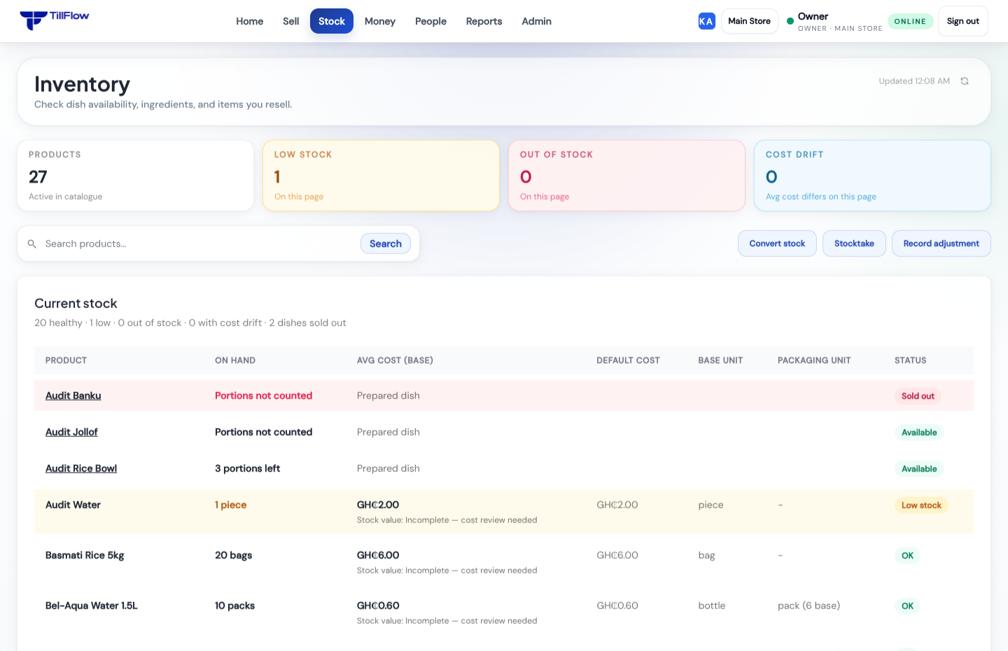 TillFlow
Home Sell Stock Money People Reports Admin
KA Main Store Owner OWNER · MAIN STORE ONLINE Sign out
Inventory
Check dish availability, ingredients, and items you resell.
Updated 12:08 AM
PRODUCTS
27
Active in catalogue
LOW STOCK
1
On this page
OUT OF STOCK
0
On this page
COST DRIFT
0
Avg cost differs on this page
Search products... Search
Convert stock Stocktake Record adjustment
Current stock
20 healthy · 1 low · 0 out of stock · 0 with cost drift · 2 dishes sold out
PRODUCT ON HAND AVG COST (BASE) DEFAULT COST BASE UNIT PACKAGING UNIT STATUS
Audit Banku Portions not counted Prepared dish Sold out
Audit Jollof Portions not counted Prepared dish Available
Audit Rice Bowl 3 portions left Prepared dish Available
Audit Water 1 piece GH₵2.00 GH₵2.00 piece - Low stock
Stock value: Incomplete — cost review needed
Basmati Rice 5kg 20 bags GH₵6.00 GH₵6.00 bag - OK
Stock value: Incomplete — cost review needed
Bel-Aqua Water 1.5L 10 packs GH₵0.60 GH₵0.60 bottle pack (6 base) OK
Stock value: Incomplete — cost review needed